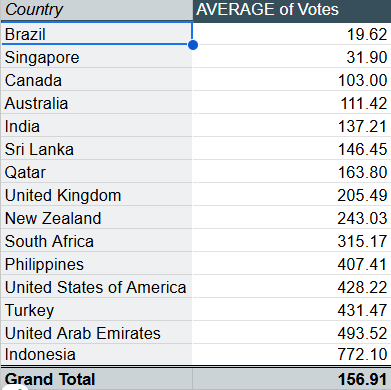 Country AVERAGE of Votes
Brazil 19.62
Singapore 31.90
Canada 103.00
Australia 111.42
India 137.21
Sri Lanka 146.45
Qatar 163.80
United Kingdom 205.49
New Zealand 243.03
South Africa 315.17
Philippines 407.41
United States of America 428.22
Turkey 431.47
United Arab Emirates 493.52
Indonesia 772.10
Grand Total 156.91